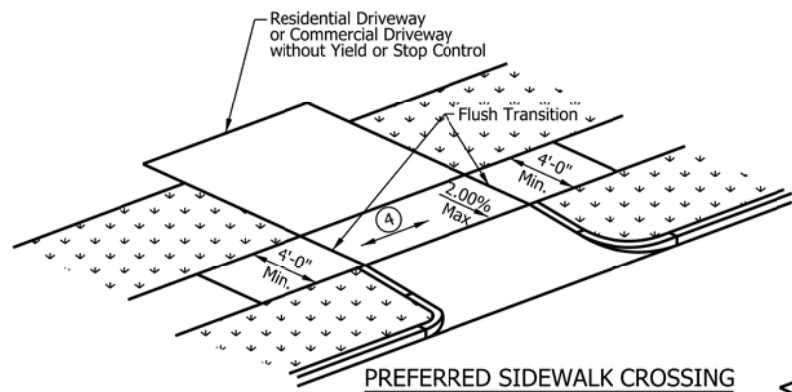 Residential Driveway
or Commercial Driveway
without Yield or Stop Control
Flush Transition
4'-0"
Min.
2.00%
Max
4
4'-0"
Min.
PREFERRED SIDEWALK CROSSING